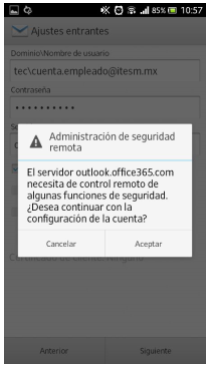 85% 10:57
Ajustes entrantes
Dominio\Nombre de usuario
tec\cuenta.empleado@itesm.mx
Contraseña
Administración de seguridad
remota
El servidor outlook.office365.com
necesita de control remoto de
algunas funciones de seguridad.
¿Desea continuar con la
configuración de la cuenta?
Cancelar Aceptar
Anterior Siguiente